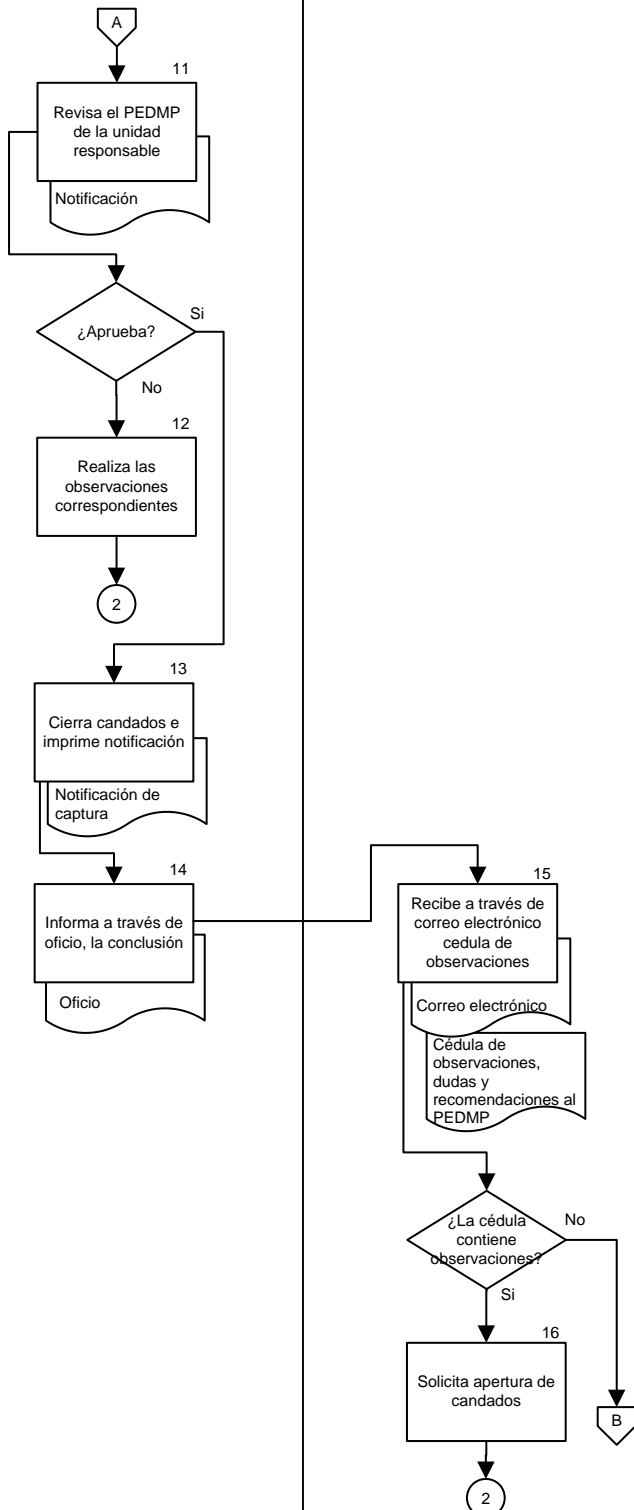 A
11
Revisa el PEDMP
de la unidad
responsable
Notificación
¿Aprueba?
Si
No
12
Realiza las
observaciones
correspondientes
2
13
Cierra candados e
imprime notificación
Notificación de
captura
14
Informa a través de
oficio, la conclusión
Oficio
15
Recibe a través de
correo electrónico
cedula de
observaciones
Correo electrónico
Cédula de
observaciones,
dudas y
recomendaciones al
PEDMP
¿La cédula
contiene
observaciones?
No
Si
16
Solicita apertura de
candados
B
2